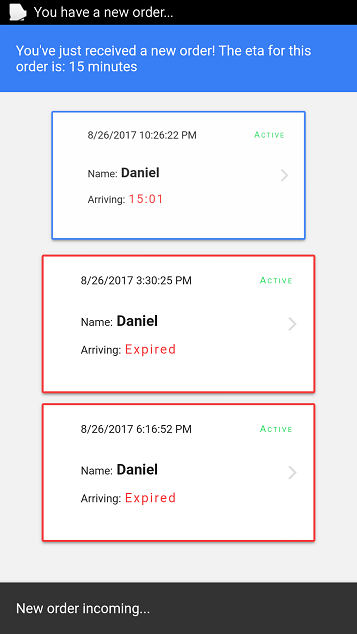 You have a new order...
You've just received a new order! The eta for this
order is: 15 minutes
8/26/2017 10:26:22 PM
Active
Name: Daniel
Arriving: 15:01
8/26/2017 3:30:25 PM
Active
Name: Daniel
Arriving: Expired
8/26/2017 6:16:52 PM
Active
Name: Daniel
Arriving: Expired
New order incoming...